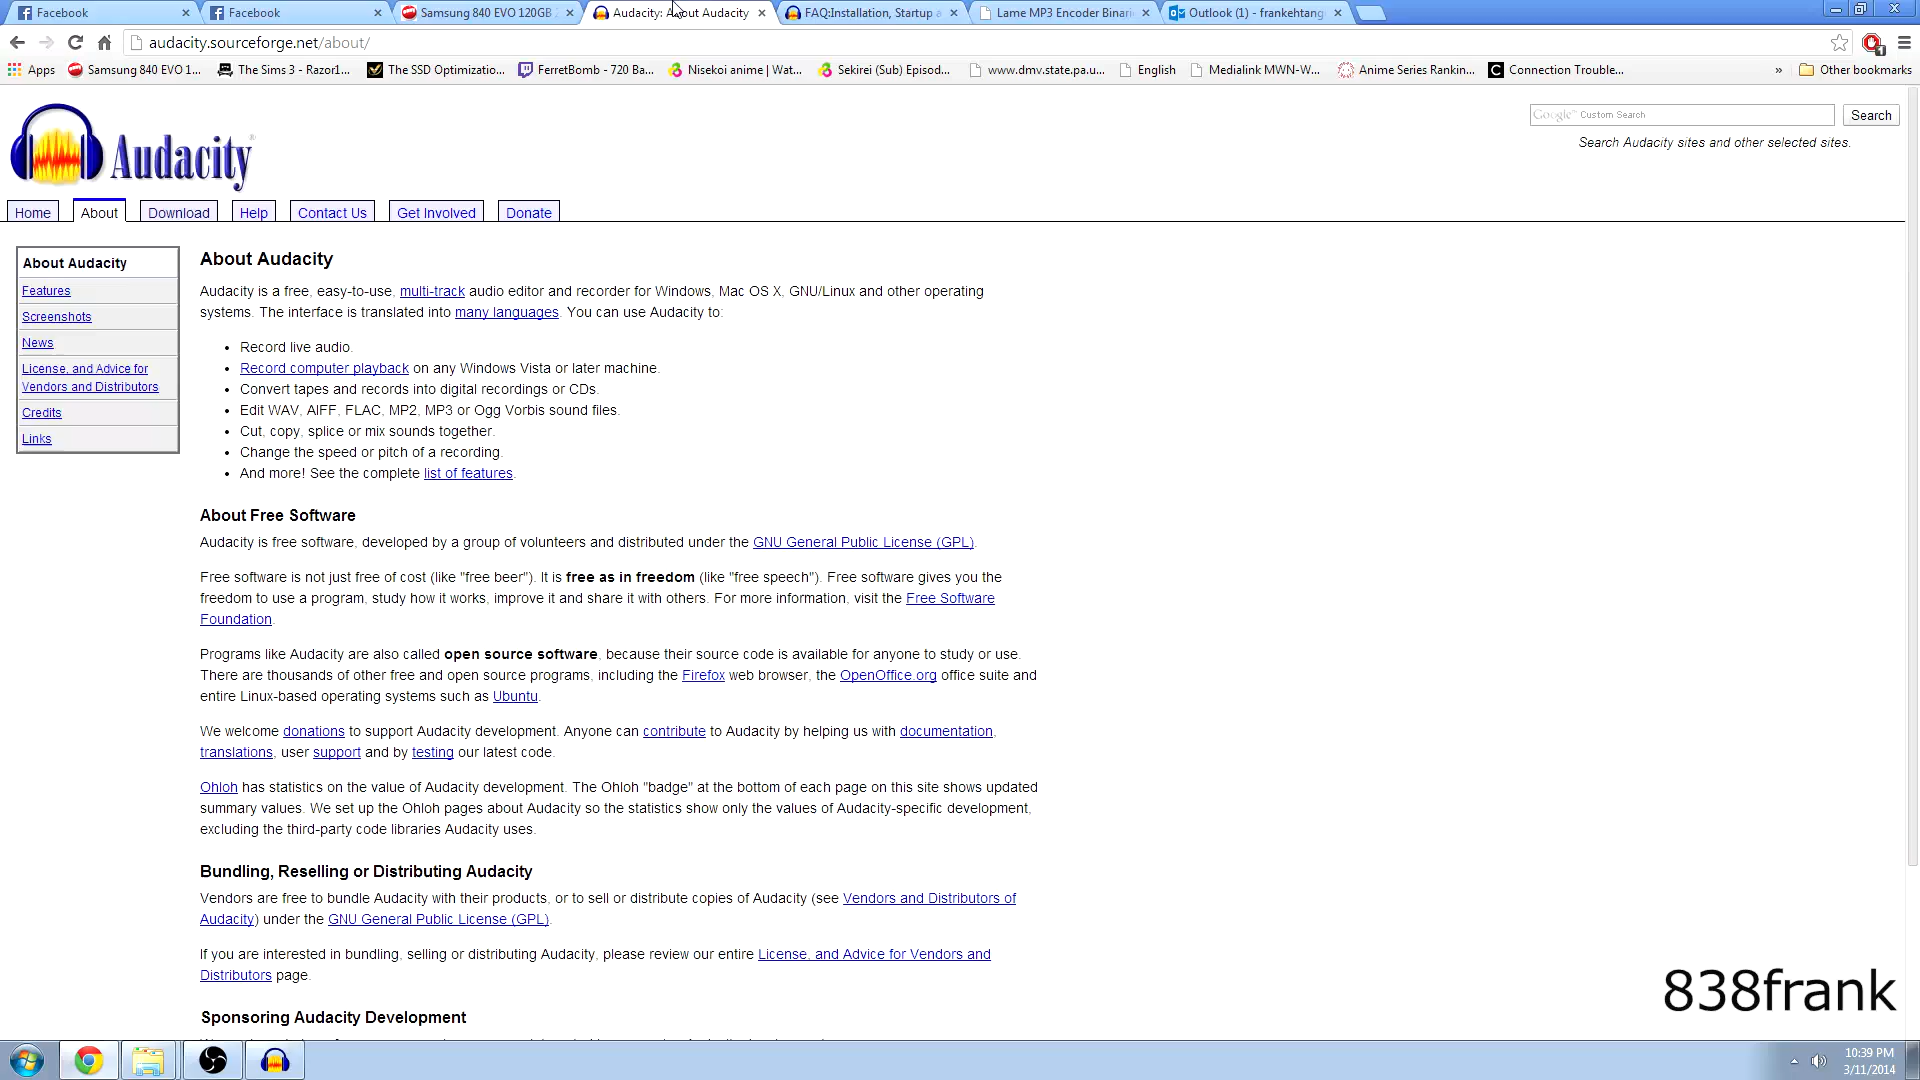 Facebook
Facebook
Samsung 840 EVO 120GB
Audacity: About Audacity
FAQ:Installation, Startup
Lame MP3 Encoder Binari
Outlook (1) - frankehtang
audacity.sourceforge.net/about/
Apps
Samsung 840 EVO 1...
The Sims 3 - Razor1...
The SSD Optimizatio...
FerretBomb - 720 Ba...
Nisekoi anime | Wat...
Sekirei (Sub) Episod...
www.dmv.state.pa.u...
English
Medialink MWN-W...
Anime Series Rankin...
Connection Trouble...
»
Other bookmarks
Audacity®
Google™ Custom Search
Search
Search Audacity sites and other selected sites.
Home
About
Download
Help
Contact Us
Get Involved
Donate
About Audacity
Features
Screenshots
News
License, and Advice for
Vendors and Distributors
Credits
Links
About Audacity
Audacity is a free, easy-to-use, multi-track audio editor and recorder for Windows, Mac OS X, GNU/Linux and other operating
systems. The interface is translated into many languages. You can use Audacity to:
• Record live audio.
• Record computer playback on any Windows Vista or later machine.
• Convert tapes and records into digital recordings or CDs.
• Edit WAV, AIFF, FLAC, MP2, MP3 or Ogg Vorbis sound files.
• Cut, copy, splice or mix sounds together.
• Change the speed or pitch of a recording.
• And more! See the complete list of features.
About Free Software
Audacity is free software, developed by a group of volunteers and distributed under the GNU General Public License (GPL).
Free software is not just free of cost (like "free beer"). It is free as in freedom (like "free speech"). Free software gives you the
freedom to use a program, study how it works, improve it and share it with others. For more information, visit the Free Software
Foundation.
Programs like Audacity are also called open source software, because their source code is available for anyone to study or use.
There are thousands of other free and open source programs, including the Firefox web browser, the OpenOffice.org office suite and
entire Linux-based operating systems such as Ubuntu.
We welcome donations to support Audacity development. Anyone can contribute to Audacity by helping us with documentation,
translations, user support and by testing our latest code.
Ohloh has statistics on the value of Audacity development. The Ohloh "badge" at the bottom of each page on this site shows updated
summary values. We set up the Ohloh pages about Audacity so the statistics show only the values of Audacity-specific development,
excluding the third-party code libraries Audacity uses.
Bundling, Reselling or Distributing Audacity
Vendors are free to bundle Audacity with their products, or to sell or distribute copies of Audacity (see Vendors and Distributors of
Audacity) under the GNU General Public License (GPL).
If you are interested in bundling, selling or distributing Audacity, please review our entire License, and Advice for Vendors and
Distributors page.
Sponsoring Audacity Development
838frank
10:39 PM
3/11/2014